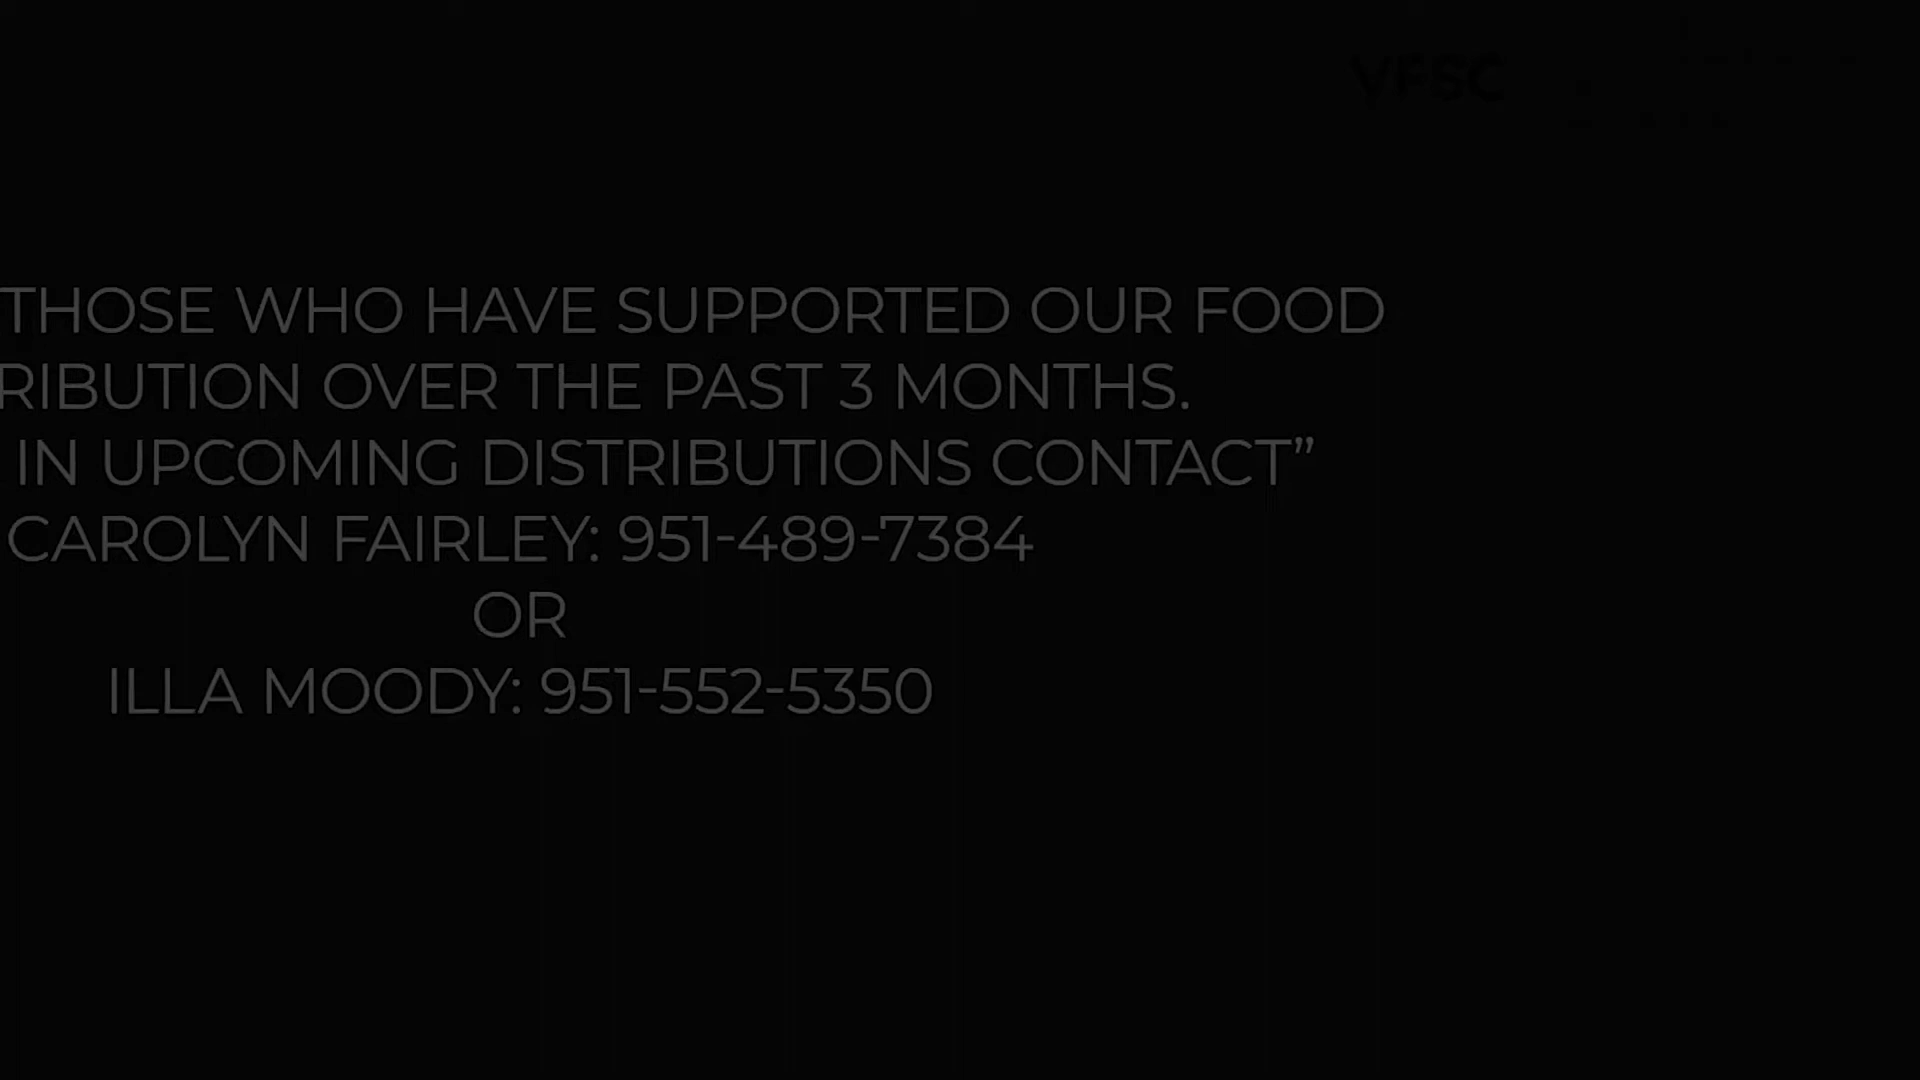 THOSE WHO HAVE SUPPORTED OUR FOOD
RIBUTION OVER THE PAST 3 MONTHS.
IN UPCOMING DISTRIBUTIONS CONTACT”
CAROLYN FAIRLEY: 951-489-7384
OR
ILLA MOODY: 951-552-5350